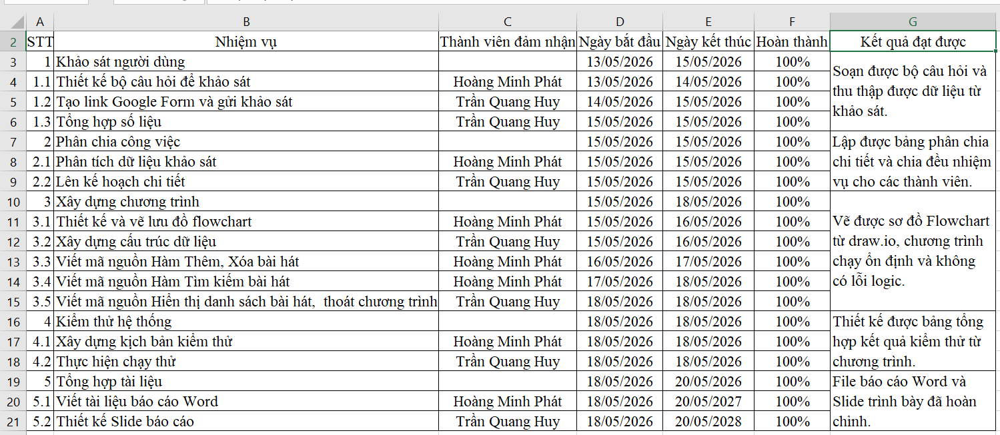 A B C D E F G
2 STT Nhiệm vụ Thành viên đảm nhận Ngày bắt đầu Ngày kết thúc Hoàn thành Kết quả đạt được
3 1 Khảo sát người dùng 13/05/2026 15/05/2026 100%
4 1.1 Thiết kế bộ câu hỏi để khảo sát Hoàng Minh Phát 13/05/2026 14/05/2026 100%
5 1.2 Tạo link Google Form và gửi khảo sát Trần Quang Huy 14/05/2026 15/05/2026 100%
6 1.3 Tổng hợp số liệu Trần Quang Huy 15/05/2026 15/05/2026 100%
Soạn được bộ câu hỏi và
thu thập được dữ liệu từ
khảo sát.
7 2 Phân chia công việc 15/05/2026 15/05/2026 100% Lập được bảng phân chia
8 2.1 Phân tích dữ liệu khảo sát Hoàng Minh Phát 15/05/2026 15/05/2026 100% chi tiết và chia đều nhiệm
9 2.2 Lên kế hoạch chi tiết Trần Quang Huy 15/05/2026 15/05/2026 100% vụ cho các thành viên.
10 3 Xây dựng chương trình 15/05/2026 18/05/2026 100%
11 3.1 Thiết kế và vẽ lưu đồ flowchart Hoàng Minh Phát 15/05/2026 16/05/2026 100% Vẽ được sơ đồ Flowchart
12 3.2 Xây dựng cấu trúc dữ liệu Trần Quang Huy 15/05/2026 16/05/2026 100% từ draw.io, chương trình
13 3.3 Viết mã nguồn Hàm Thêm, Xóa bài hát Hoàng Minh Phát 16/05/2026 17/05/2026 100% chạy ổn định và không
14 3.4 Viết mã nguồn Hàm Tìm kiếm bài hát Hoàng Minh Phát 17/05/2026 18/05/2026 100% có lỗi logic.
15 3.5 Viết mã nguồn Hiển thị danh sách bài hát, thoát chương trình Trần Quang Huy 18/05/2026 18/05/2026 100%
16 4 Kiểm thử hệ thống 18/05/2026 18/05/2026 100% Thiết kế được bảng tổng
17 4.1 Xây dựng kịch bản kiểm thử Hoàng Minh Phát 18/05/2026 18/05/2026 100% hợp kết quả kiểm thử từ
18 4.2 Thực hiện chạy thử Trần Quang Huy 18/05/2026 18/05/2026 100% chương trình.
19 5 Tổng hợp tài liệu 18/05/2026 20/05/2026 100% File báo cáo Word và
20 5.1 Viết tài liệu báo cáo Word Hoàng Minh Phát 18/05/2026 20/05/2027 100% Slide trình bày đã hoàn
21 5.2 Thiết kế Slide báo cáo Trần Quang Huy 18/05/2026 20/05/2028 100% chỉnh.